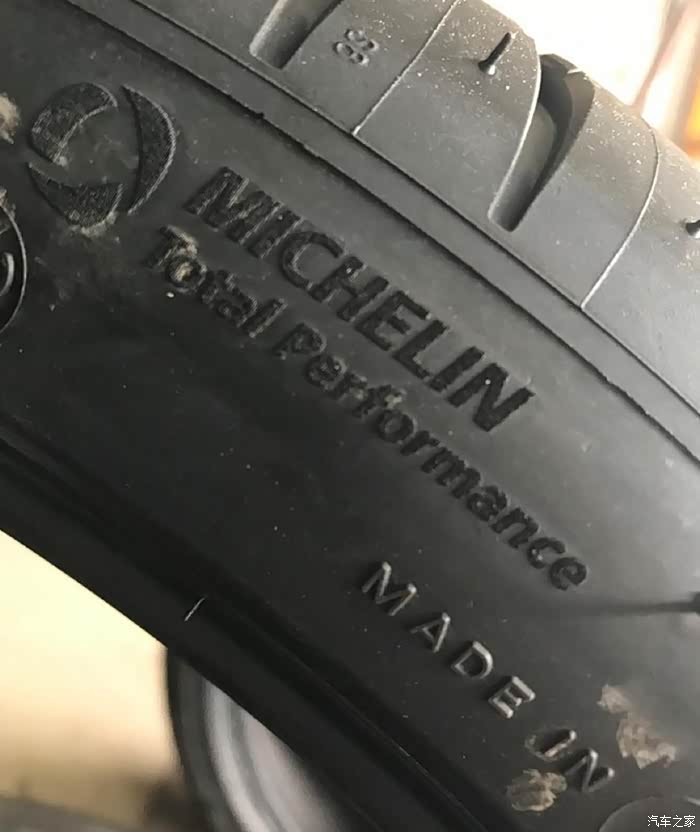 MICHELIN
Total Performance
MADE IN
汽车之家